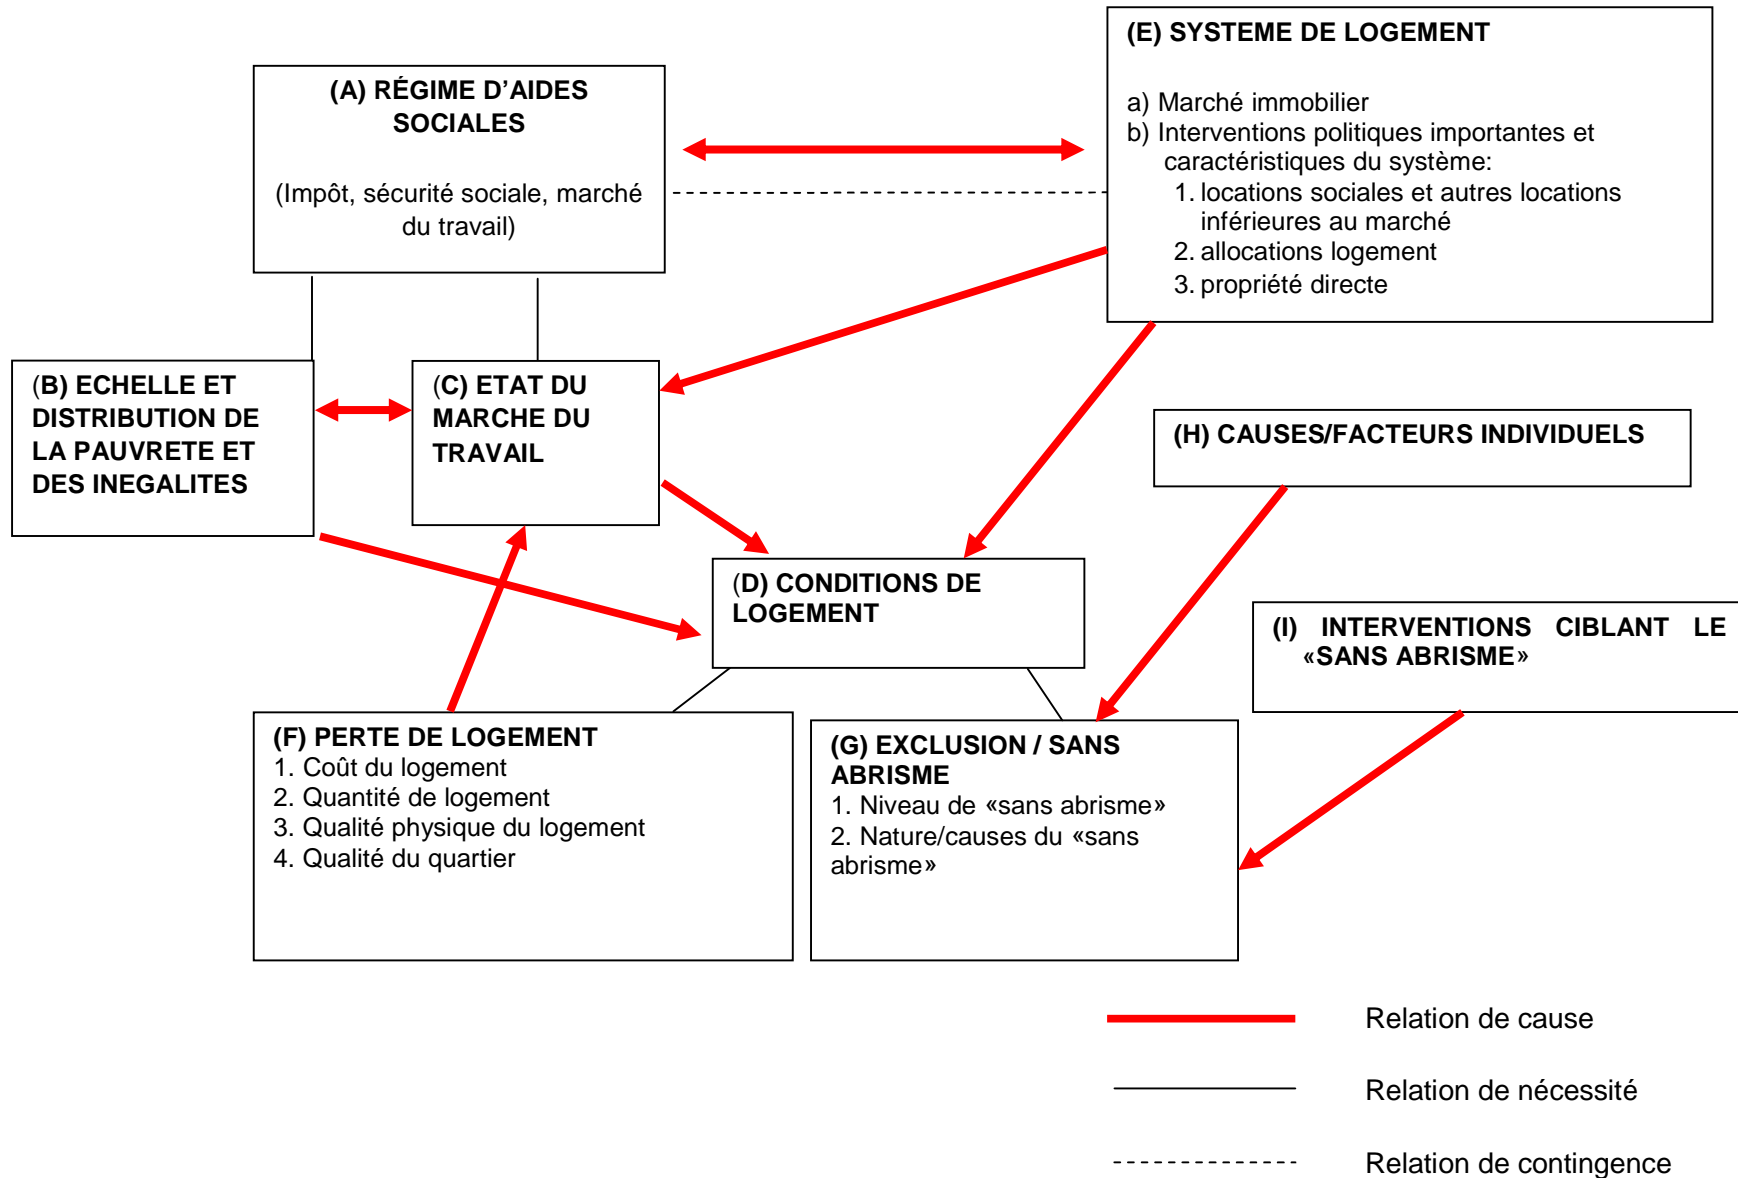 (E) SYSTEME DE LOGEMENT
a) Marché immobilier
b) Interventions politiques importantes et
caractéristiques du système:
1. locations sociales et autres locations
inférieures au marché
2. allocations logement
3. propriété directe
(A) RÉGIME D’AIDES
SOCIALES
(Impôt, sécurité sociale, marché
du travail)
(B) ECHELLE ET
DISTRIBUTION DE
LA PAUVRETE ET
DES INEGALITES
(C) ETAT DU
MARCHE DU
TRAVAIL
(H) CAUSES/FACTEURS INDIVIDUELS
(D) CONDITIONS DE
LOGEMENT
(I) INTERVENTIONS CIBLANT LE
«SANS ABRISME»
(F) PERTE DE LOGEMENT
1. Coût du logement
2. Quantité de logement
3. Qualité physique du logement
4. Qualité du quartier
(G) EXCLUSION / SANS
ABRISME
1. Niveau de «sans abrisme»
2. Nature/causes du «sans
abrisme»
Relation de cause
Relation de nécessité
Relation de contingence